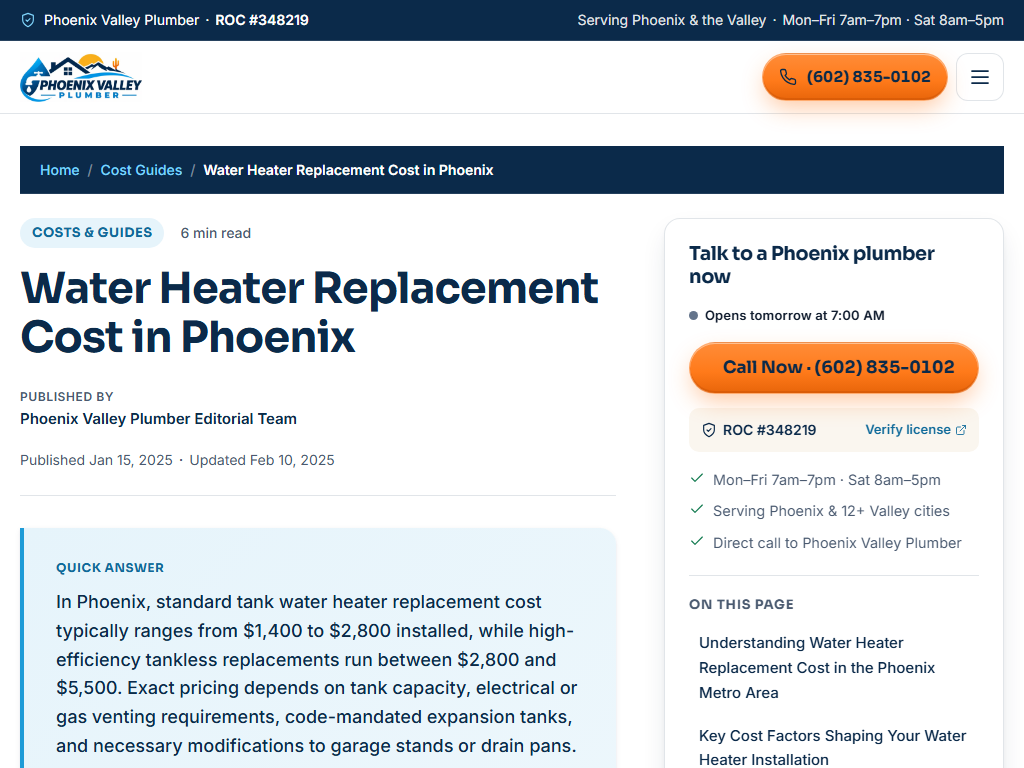 Phoenix Valley Plumber · ROC #348219
Serving Phoenix & the Valley · Mon–Fri 7am–7pm · Sat 8am–5pm
PHOENIX VALLEY
PLUMBER
(602) 835-0102
Home / Cost Guides / Water Heater Replacement Cost in Phoenix
COSTS & GUIDES
6 min read
Water Heater Replacement
Cost in Phoenix
PUBLISHED BY
Phoenix Valley Plumber Editorial Team
Published Jan 15, 2025 · Updated Feb 10, 2025
QUICK ANSWER
In Phoenix, standard tank water heater replacement cost
typically ranges from $1,400 to $2,800 installed, while high-
efficiency tankless replacements run between $2,800 and
$5,500. Exact pricing depends on tank capacity, electrical or
gas venting requirements, code-mandated expansion tanks,
and necessary modifications to garage stands or drain pans.
Talk to a Phoenix plumber
now
Opens tomorrow at 7:00 AM
Call Now · (602) 835-0102
ROC #348219
Verify license
Mon–Fri 7am–7pm · Sat 8am–5pm
Serving Phoenix & 12+ Valley cities
Direct call to Phoenix Valley Plumber
ON THIS PAGE
Understanding Water Heater
Replacement Cost in the Phoenix
Metro Area
Key Cost Factors Shaping Your Water
Heater Installation